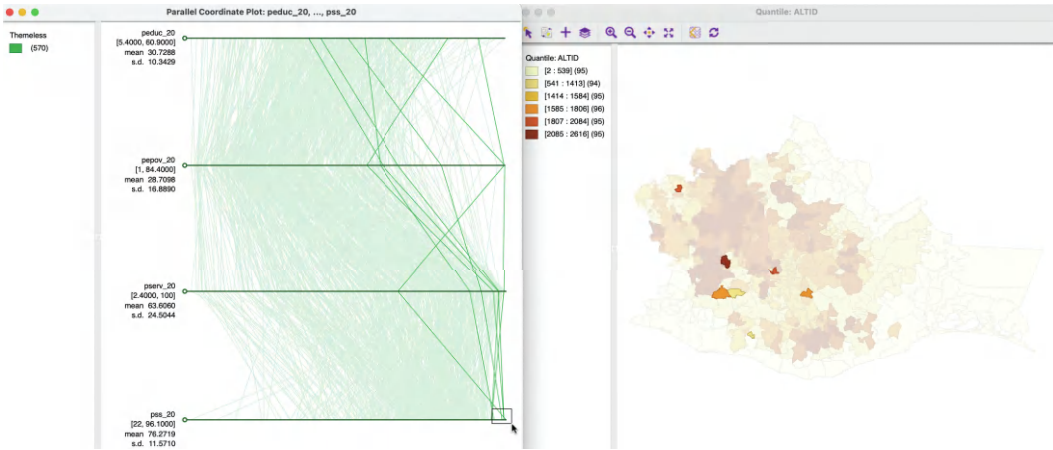 Parallel Coordinate Plot: peduc_20, ..., pss_20
Themeless
(570)
peduc_20
[5.4000, 60.9000]
mean 30.7288
s.d. 10.3429
pepov_20
[1, 84.4000]
mean 28.7098
s.d. 16.8890
pserv_20
[2.4000, 100]
mean 63.6060
s.d. 24.5044
pss_20
[22, 96.1000]
mean 76.2719
s.d. 11.5710
Quantile: ALTID
Quantile: ALTID
[2 : 539] (95)
[541 : 1413] (94)
[1414 : 1584] (95)
[1585 : 1806] (96)
[1807 : 2084] (95)
[2085 : 2616] (95)